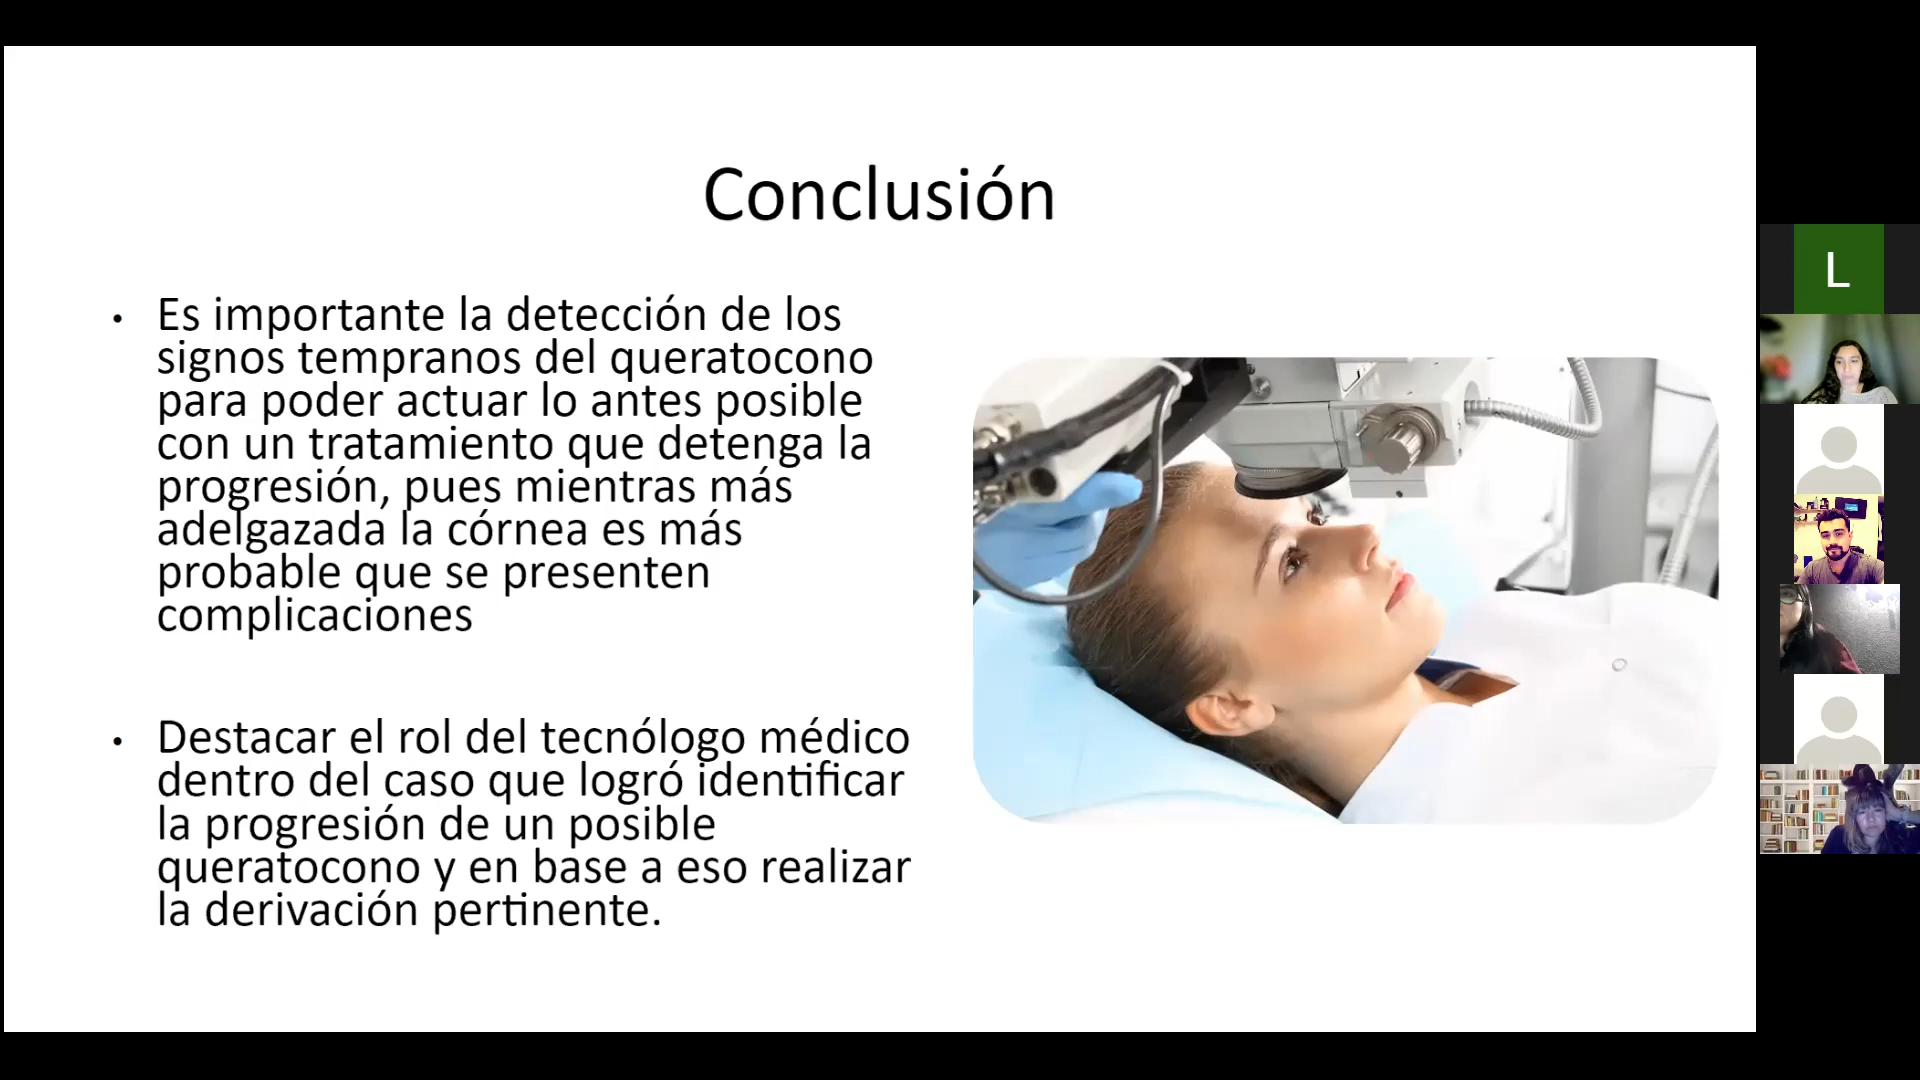 Conclusión
• Es importante la detección de los
signos tempranos del queratocono
para poder actuar lo antes posible
con un tratamiento que detenga la
progresión, pues mientras más
adelgazada la córnea es más
probable que se presenten
complicaciones
• Destacar el rol del tecnólogo médico
dentro del caso que logró identificar
la progresión de un posible
queratocono y en base a eso realizar
la derivación pertinente.
L